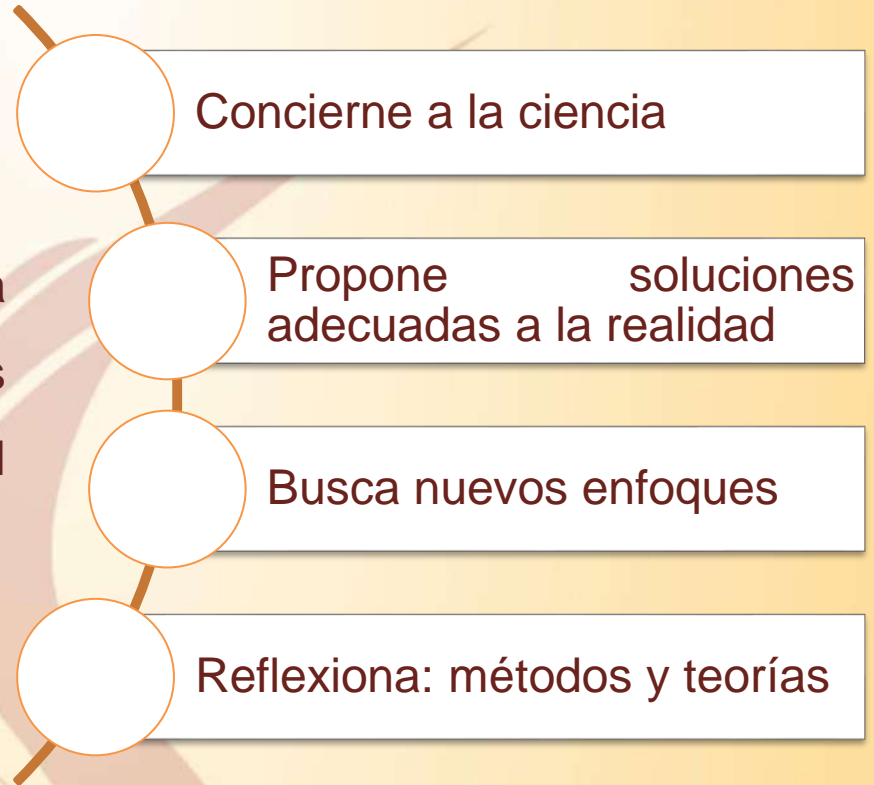 Concierne a la ciencia
Propone soluciones
adecuadas a la realidad
Busca nuevos enfoques
Reflexiona: métodos y teorías